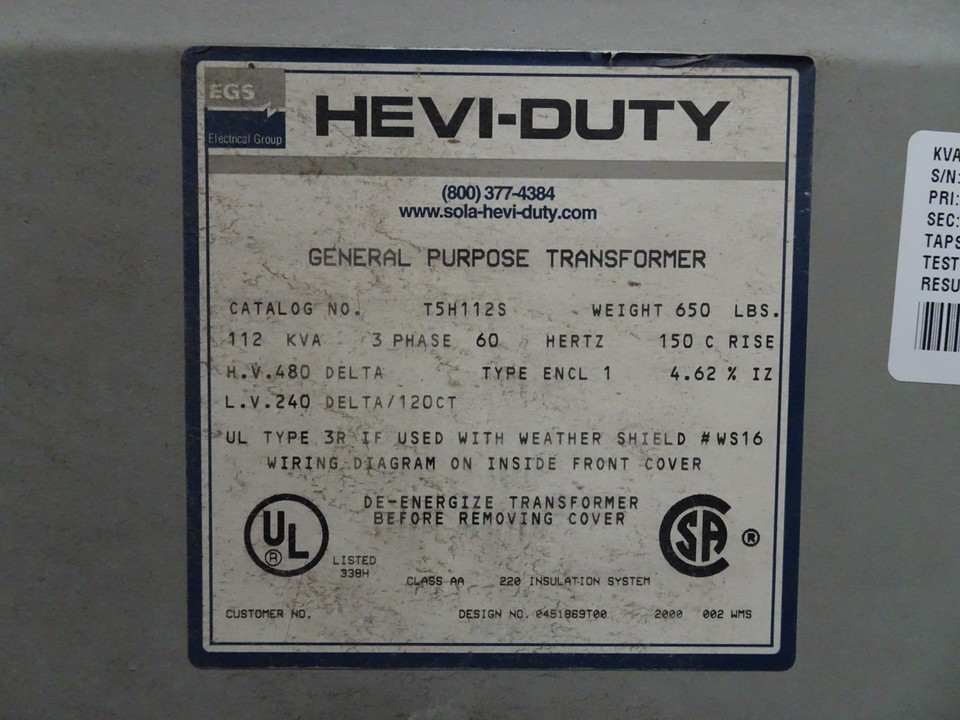 EGS
Electrical Group
HEVI-DUTY
(800) 377-4384
www.sola-hevi-duty.com
GENERAL PURPOSE TRANSFORMER
CATALOG NO. T5H112S WEIGHT 650 LBS.
112 KVA 3 PHASE 60 HERTZ 150 C RISE
H.V.480 DELTA TYPE ENCL 1 4.62 % IZ
L.V.240 DELTA/120CT
UL TYPE 3R IF USED WITH WEATHER SHIELD #WS16
WIRING DIAGRAM ON INSIDE FRONT COVER
DE-ENERGIZE TRANSFORMER
BEFORE REMOVING COVER
UL ®
LISTED
338H
CSA ®
CLASS AA 220 INSULATION SYSTEM
CUSTOMER NO. DESIGN NO. 0451869T00 2000 002 WMS
KVA
S/N:
PRI:
SEC:
TAPS
TEST
RESU